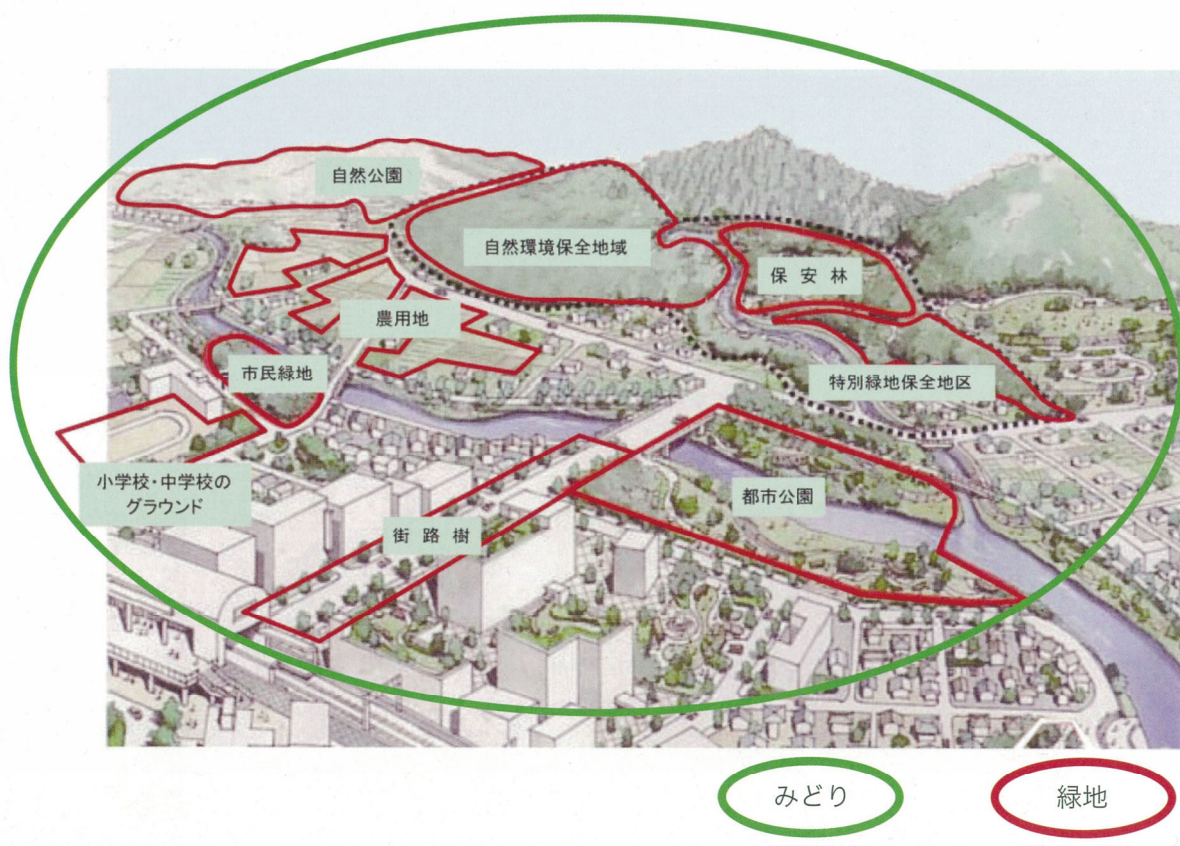 自然公園
自然環境保全地域
保安林
農用地
市民緑地
特別緑地保全地区
小学校・中学校の
グラウンド
都市公園
街路樹
みどり
緑地